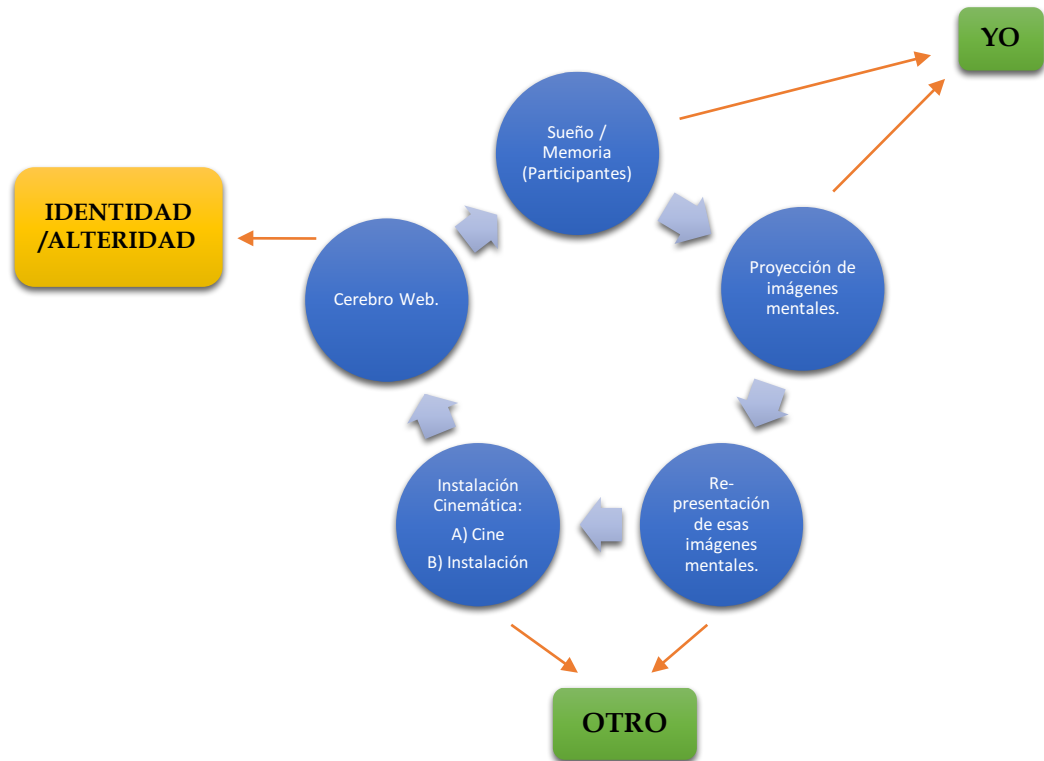 YO
Sueño /
Memoria
(Participantes)
IDENTIDAD
/ALTERIDAD
Proyección de
imágenes
mentales.
Cerebro Web.
Instalación
Cinemática:
A) Cine
B) Instalación
Re-
presentación
de esas
imágenes
mentales.
OTRO